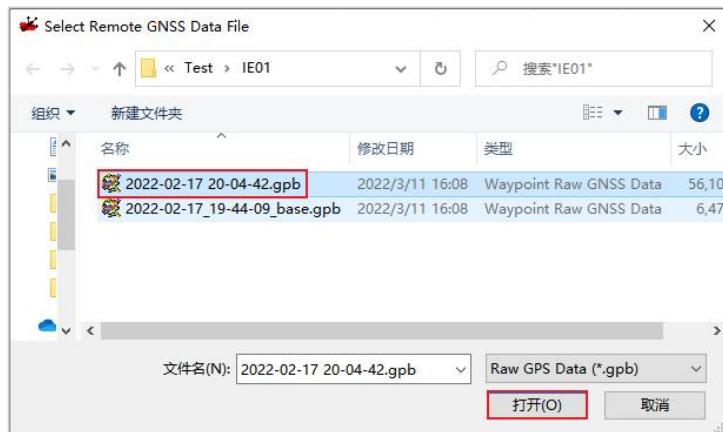 Select Remote GNSS Data File
« Test › IE01
搜索"IE01"
组织 新建文件夹
名称 修改日期 类型 大小
2022-02-17 20-04-42.gpb 2022/3/11 16:08 Waypoint Raw GNSS Data 56,10
2022-02-17_19-44-09_base.gpb 2022/3/11 16:08 Waypoint Raw GNSS Data 6,47
文件名(N): 2022-02-17 20-04-42.gpb Raw GPS Data (*.gpb)
打开(O) 取消